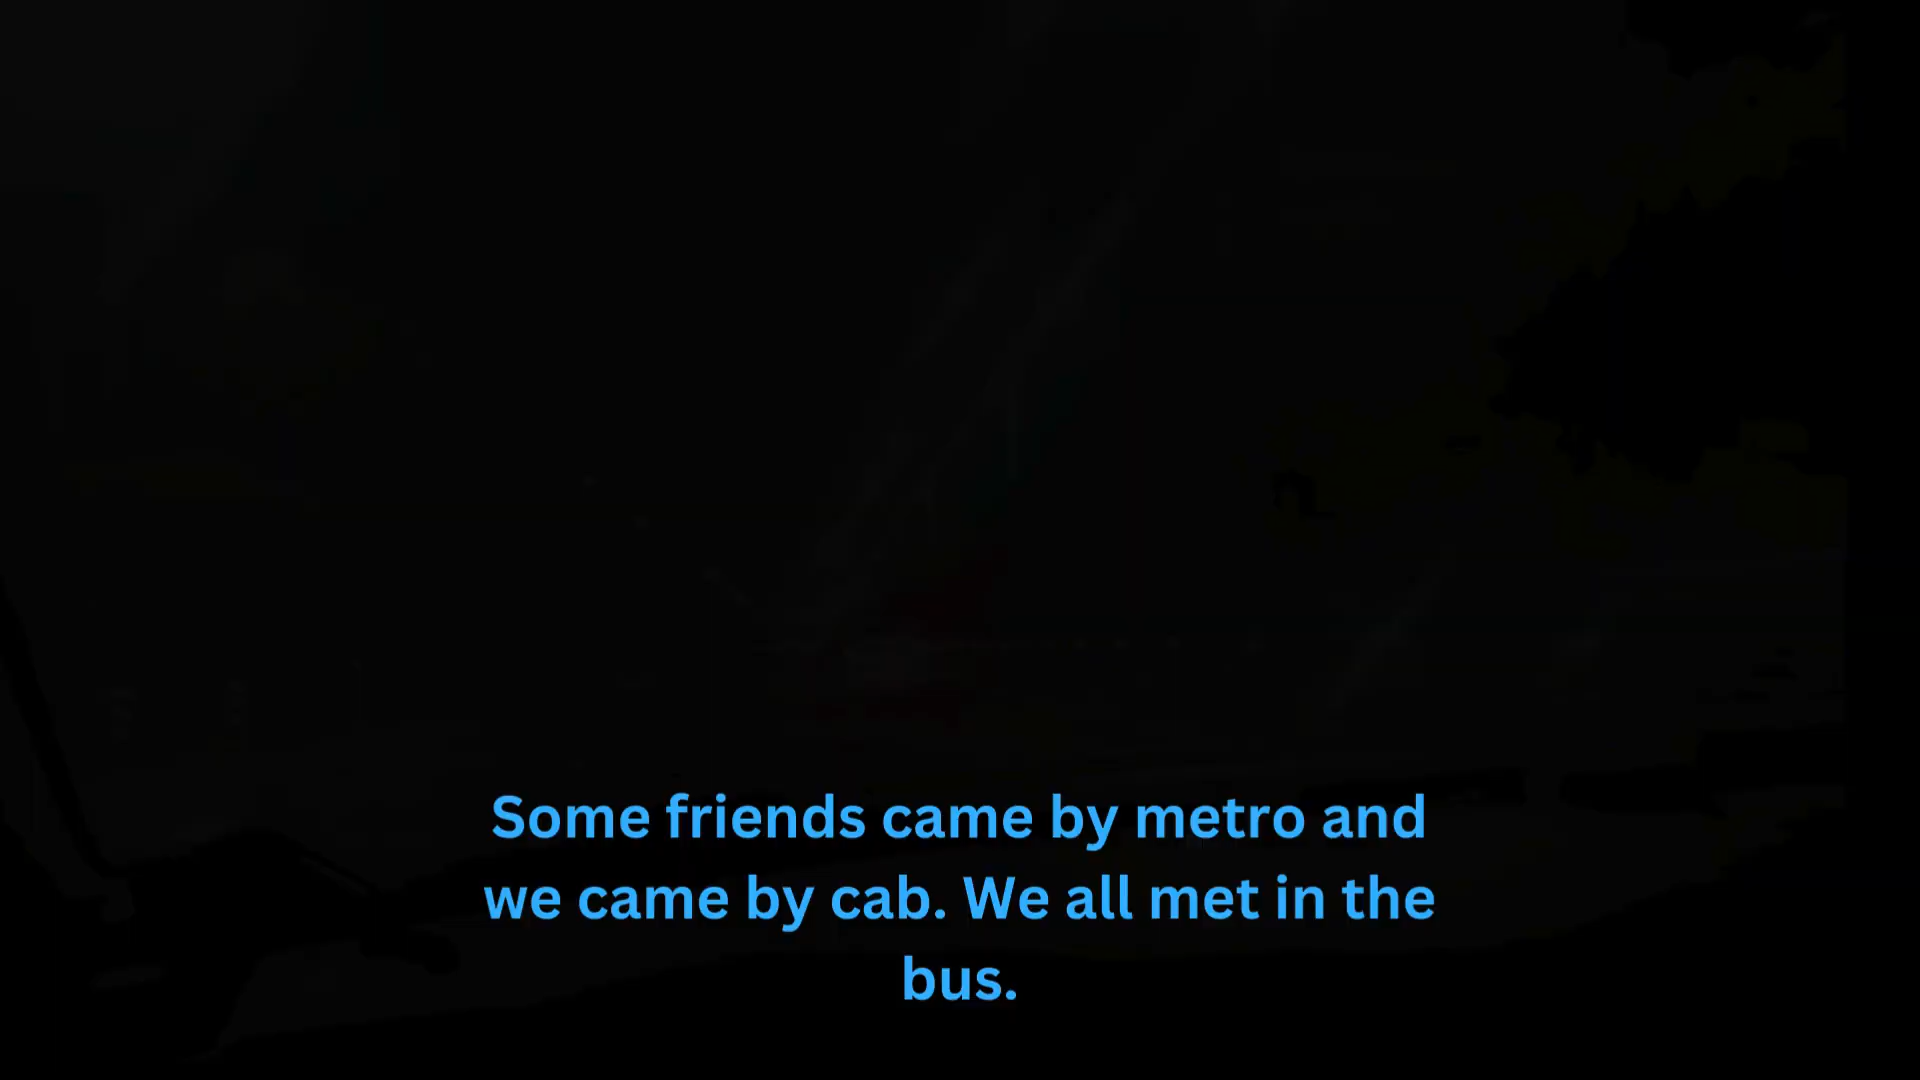 Some friends came by metro and
we came by cab. We all met in the
bus.